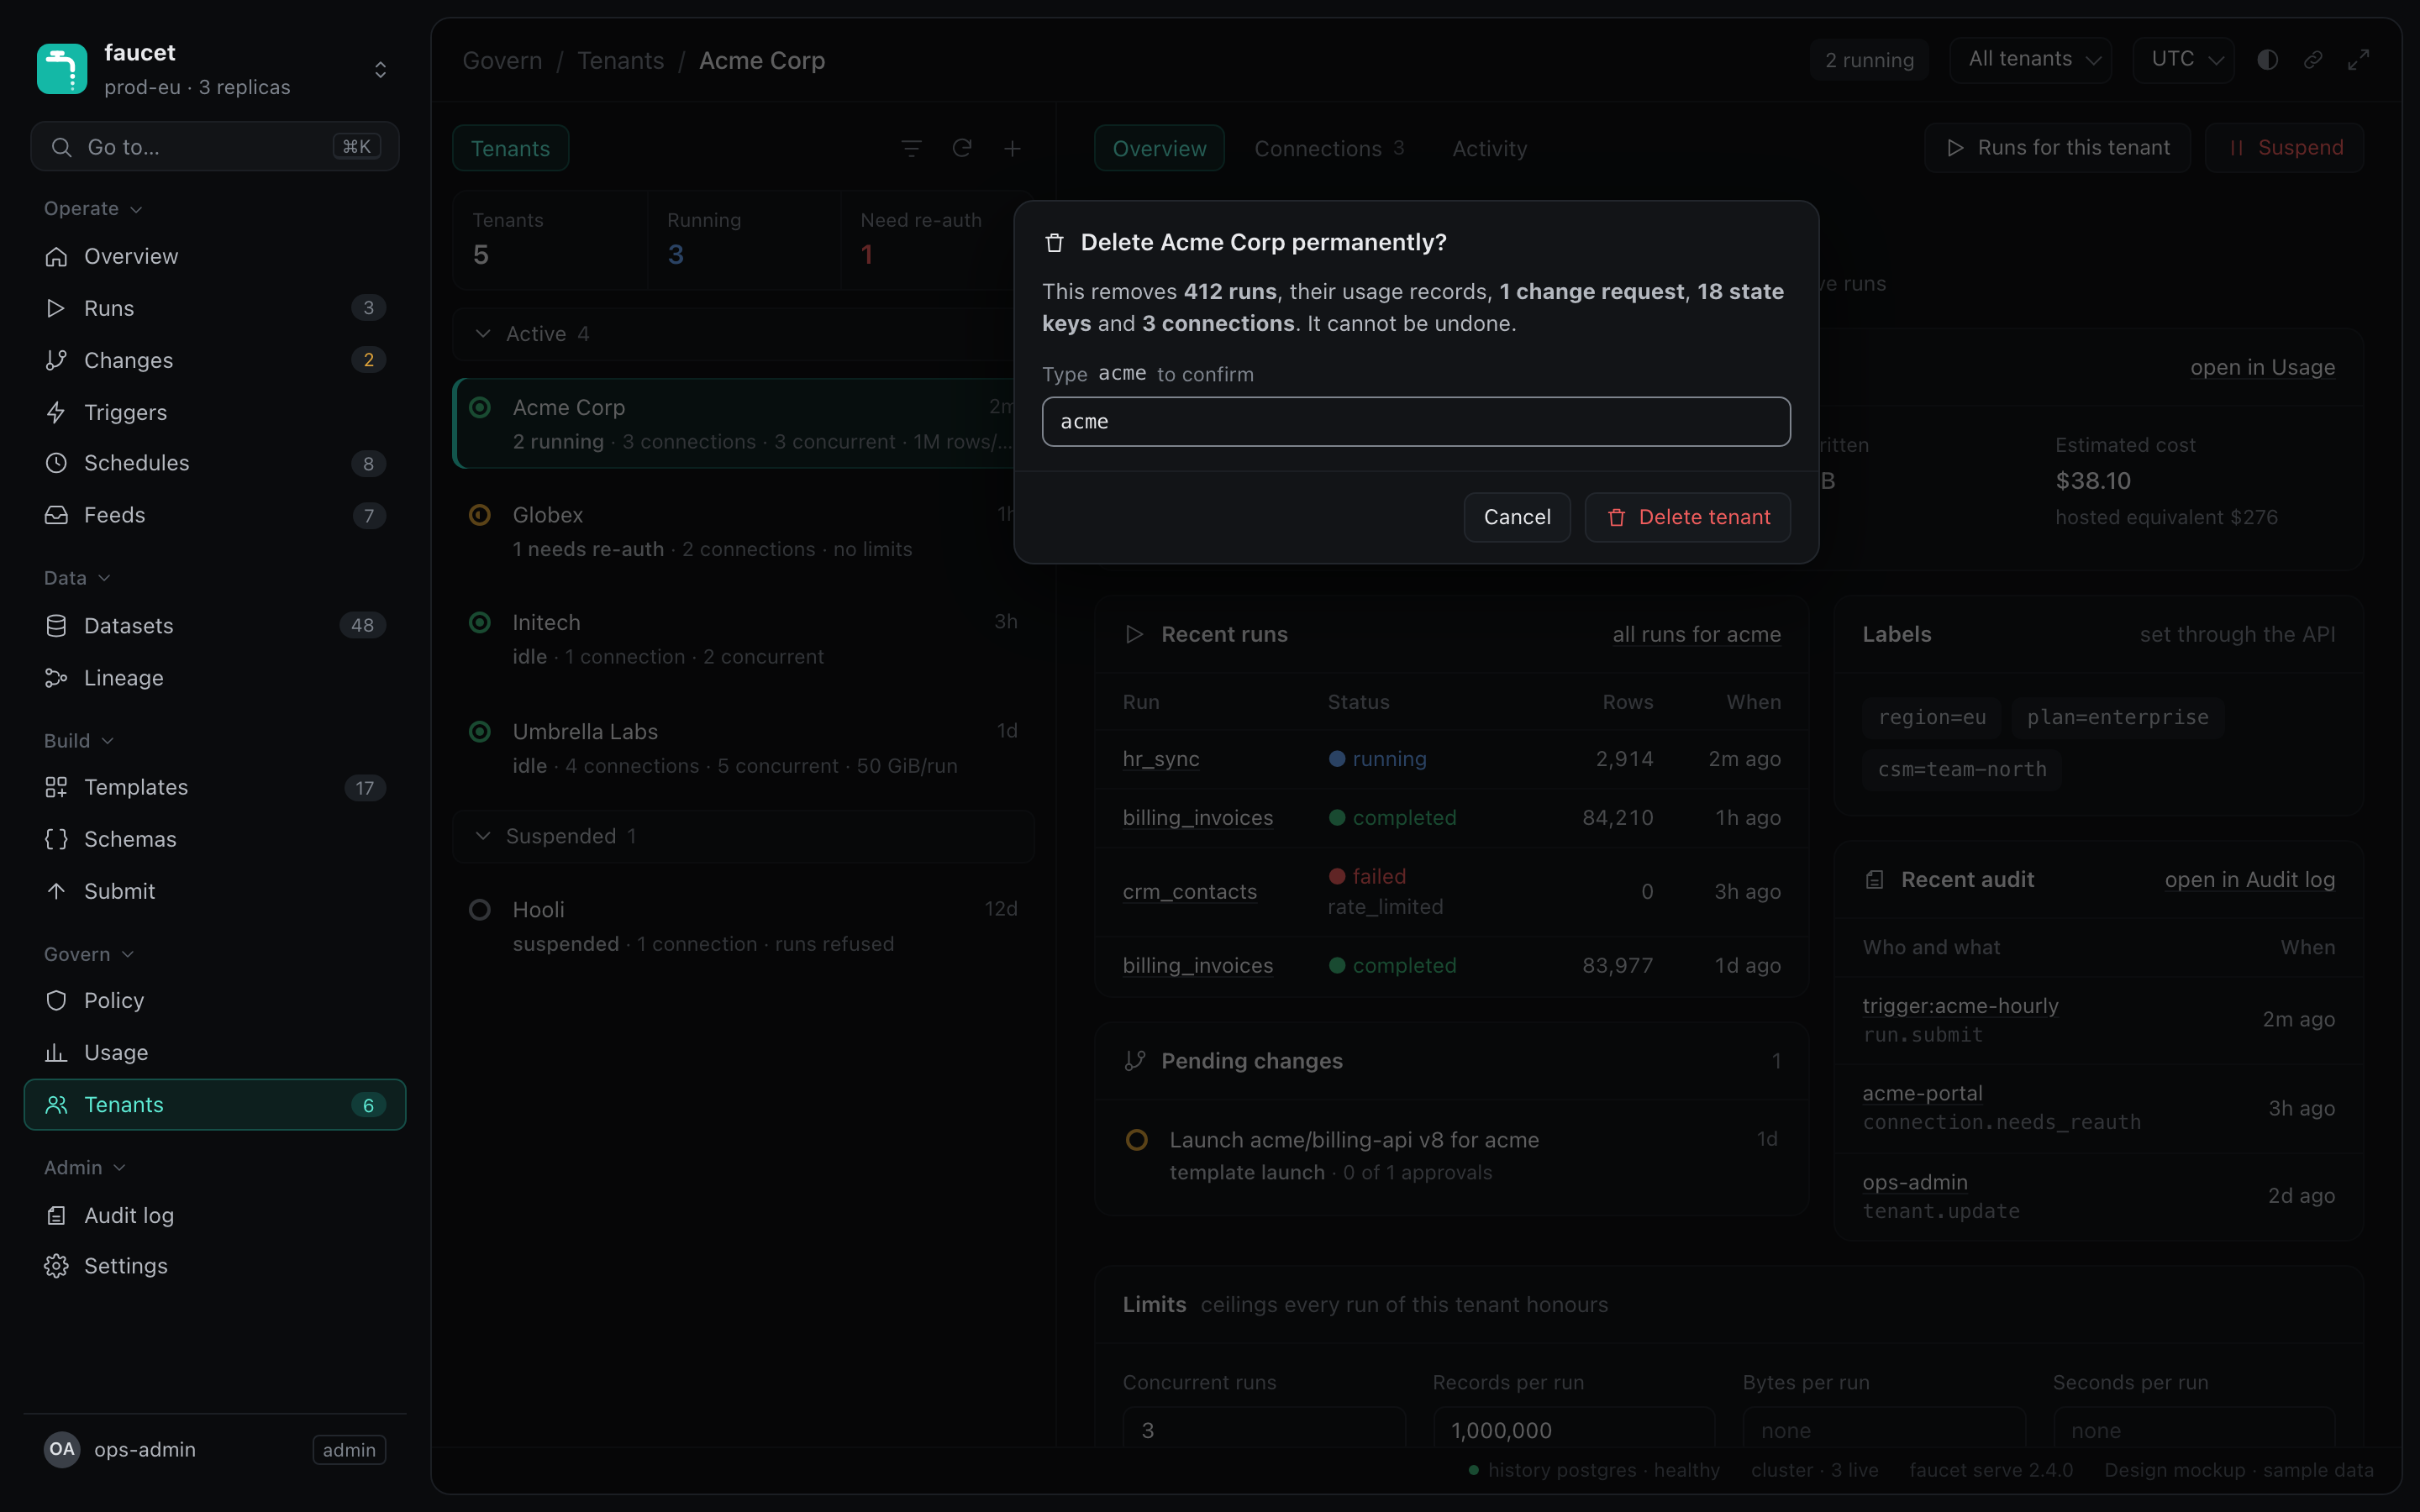 faucet
prod-eu · 3 replicas
Go to... ⌘K
Operate
Overview
Runs 3
Changes 2
Triggers
Schedules 8
Feeds 7
Data
Datasets 48
Lineage
Build
Templates 17
Schemas
Submit
Govern
Policy
Usage
Tenants 6
Admin
Audit log
Settings
OA ops-admin admin
Govern / Tenants / Acme Corp
2 running All tenants UTC
Tenants
Tenants Running Need re-auth
5 3 1
Active 4
Acme Corp
2 running · 3 connections · 3 concurrent · 1M rows/...
Globex
1 needs re-auth · 2 connections · no limits
Initech 3h
idle · 1 connection · 2 concurrent
Umbrella Labs 1d
idle · 4 connections · 5 concurrent · 50 GiB/run
Suspended 1
Hooli 12d
suspended · 1 connection · runs refused
Overview Connections 3 Activity
Runs for this tenant Suspend
Delete Acme Corp permanently?
This removes 412 runs, their usage records, 1 change request, 18 state
keys and 3 connections. It cannot be undone.
Type acme to confirm
acme
Cancel Delete tenant
runs
open in Usage
Estimated cost
$38.10
hosted equivalent $276
Recent runs all runs for acme
Run Status Rows When
hr_sync running 2,914 2m ago
billing_invoices completed 84,210 1h ago
crm_contacts failed 0 3h ago
rate_limited
billing_invoices completed 83,977 1d ago
Pending changes 1
Launch acme/billing-api v8 for acme 1d
template launch · 0 of 1 approvals
Labels set through the API
region=eu plan=enterprise
csm=team-north
Recent audit open in Audit log
Who and what When
trigger:acme-hourly 2m ago
run.submit
acme-portal 3h ago
connection.needs_reauth
ops-admin 2d ago
tenant.update
Limits ceilings every run of this tenant honours
Concurrent runs Records per run Bytes per run Seconds per run
3 1,000,000 none none
history postgres · healthy cluster · 3 live faucet serve 2.4.0 Design mockup · sample data